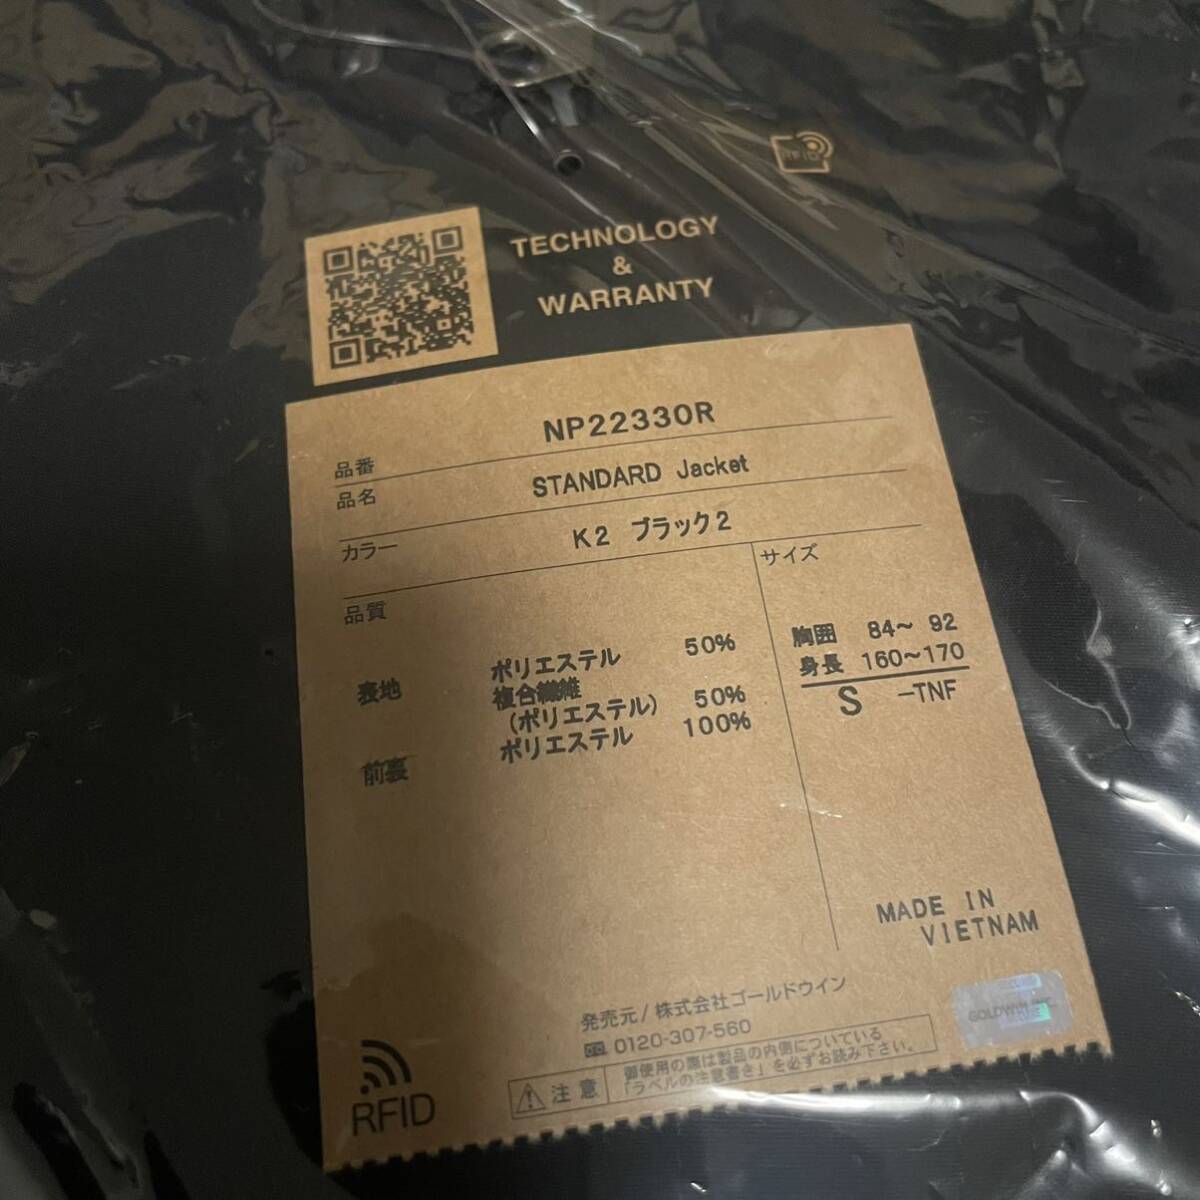 RFID
TECHNOLOGY
&
WARRANTY
品番 NP22330R
品名 STANDARD Jacket
カラー K2 ブラック2
品質
表地 ポリエステル 50%
複合繊維
(ポリエステル) 50%
前裏 ポリエステル 100%
サイズ
胸囲 84〜 92
身長 160〜170
S -TNF
MADE IN
VIETNAM
発売元/株式会社ゴールドウイン
0120-307-560
注意
御使用の際は製品の内側についている
「ラベルの注意書き」を必ずお読み下さい。
RFID
GOLDWIN INC.